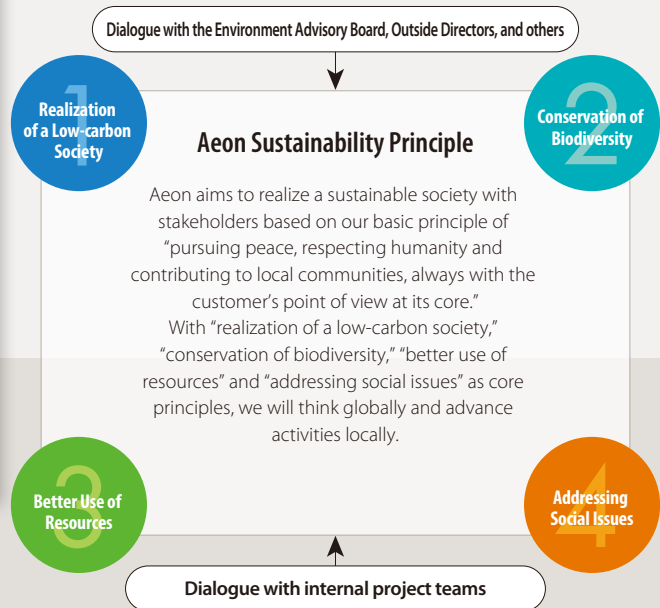 Dialogue with the Environment Advisory Board, Outside Directors, and others
1
Realization
of a Low-carbon
Society
2
Conservation of
Biodiversity
Aeon Sustainability Principle
Aeon aims to realize a sustainable society with
stakeholders based on our basic principle of
“pursuing peace, respecting humanity and
contributing to local communities, always with the
customer’s point of view at its core.”
With “realization of a low-carbon society,”
“conservation of biodiversity,” “better use of
resources” and “addressing social issues” as core
principles, we will think globally and advance
activities locally.
3
Better Use of
Resources
4
Addressing
Social Issues
Dialogue with internal project teams